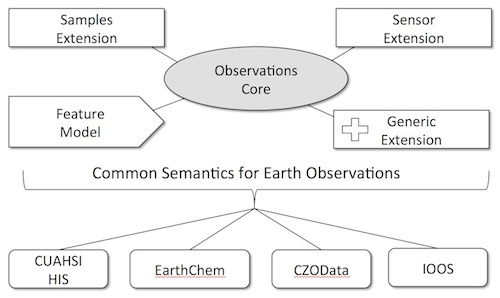 Samples
Extension
Sensor
Extension
Observations
Core
Feature
Model
Generic
Extension
Common Semantics for Earth Observations
CUAHSI
HIS
EarthChem
CZOData
IOOS